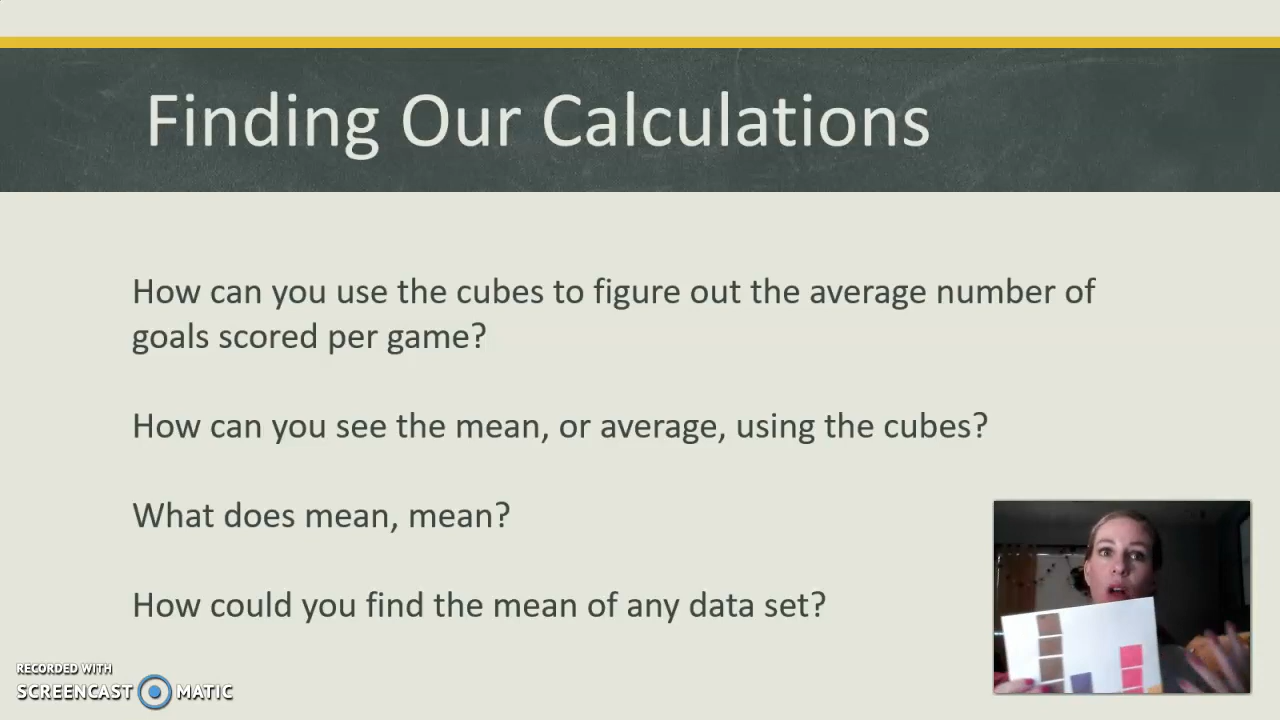 Finding Our Calculations
How can you use the cubes to figure out the average number of
goals scored per game?
How can you see the mean, or average, using the cubes?
What does mean, mean?
How could you find the mean of any data set?
RECORDED WITH
SCREENCAST MATIC